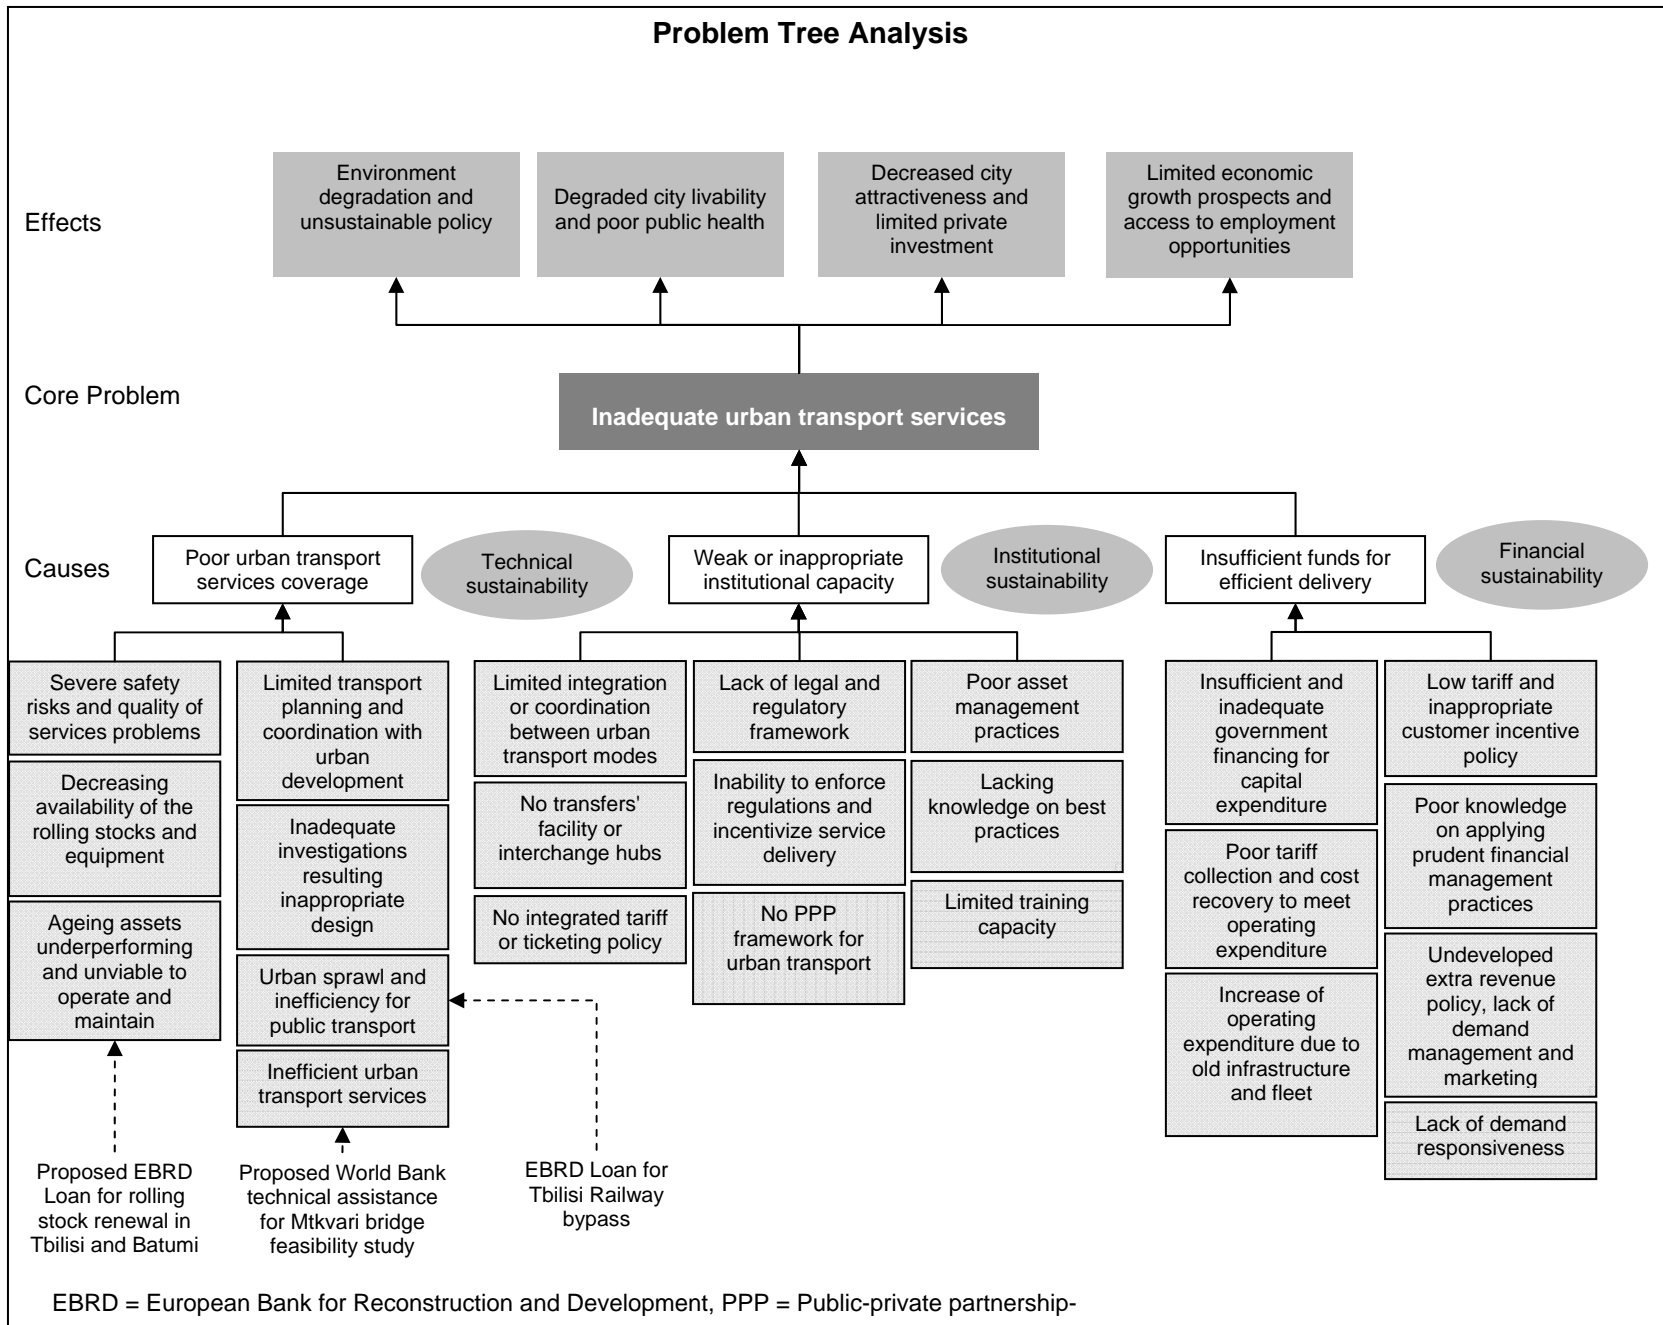 Problem Tree Analysis
Effects
Environment
degradation and
unsustainable policy
Degraded city livability
and poor public health
Decreased city
attractiveness and
limited private
investment
Limited economic
growth prospects and
access to employment
opportunities
Core Problem
Inadequate urban transport services
Causes
Poor urban transport
services coverage
Technical
sustainability
Weak or inappropriate
institutional capacity
Institutional
sustainability
Insufficient funds for
efficient delivery
Financial
sustainability
Severe safety
risks and quality of
services problems
Decreasing
availability of the
rolling stocks and
equipment
Ageing assets
underperforming
and unviable to
operate and
maintain
Limited transport
planning and
coordination with
urban
development
Inadequate
investigations
resulting
inappropriate
design
Urban sprawl and
inefficiency for
public transport
Inefficient urban
transport services
Limited integration
or coordination
between urban
transport modes
No transfers'
facility or
interchange hubs
No integrated tariff
or ticketing policy
Lack of legal and
regulatory
framework
Inability to enforce
regulations and
incentivize service
delivery
No PPP
framework for
urban transport
Poor asset
management
practices
Lacking
knowledge on best
practices
Limited training
capacity
Insufficient and
inadequate
government
financing for
capital
expenditure
Poor tariff
collection and cost
recovery to meet
operating
expenditure
Increase of
operating
expenditure due to
old infrastructure
and fleet
Low tariff and
inappropriate
customer incentive
policy
Poor knowledge
on applying
prudent financial
management
practices
Undeveloped
extra revenue
policy, lack of
demand
management and
marketing
Lack of demand
responsiveness
Proposed EBRD
Loan for rolling
stock renewal in
Tbilisi and Batumi
Proposed World Bank
technical assistance
for Mtkvari bridge
feasibility study
EBRD Loan for
Tbilisi Railway
bypass
EBRD = European Bank for Reconstruction and Development, PPP = Public-private partnership-